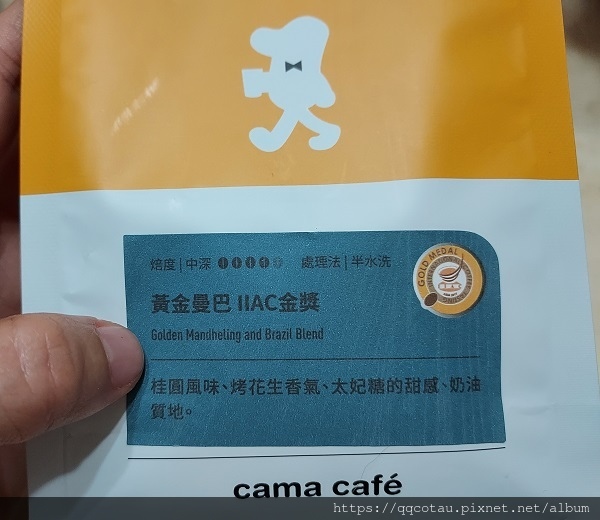 焙度 | 中深 處理法 | 半水洗
GOLD MEDAL
黃金曼巴 IIAC金獎
Golden Mandheling and Brazil Blend
桂圓風味、烤花生香氣、太妃糖的甜感、奶油
質地。
cama café
https://qqcotau.pixnet.net/album